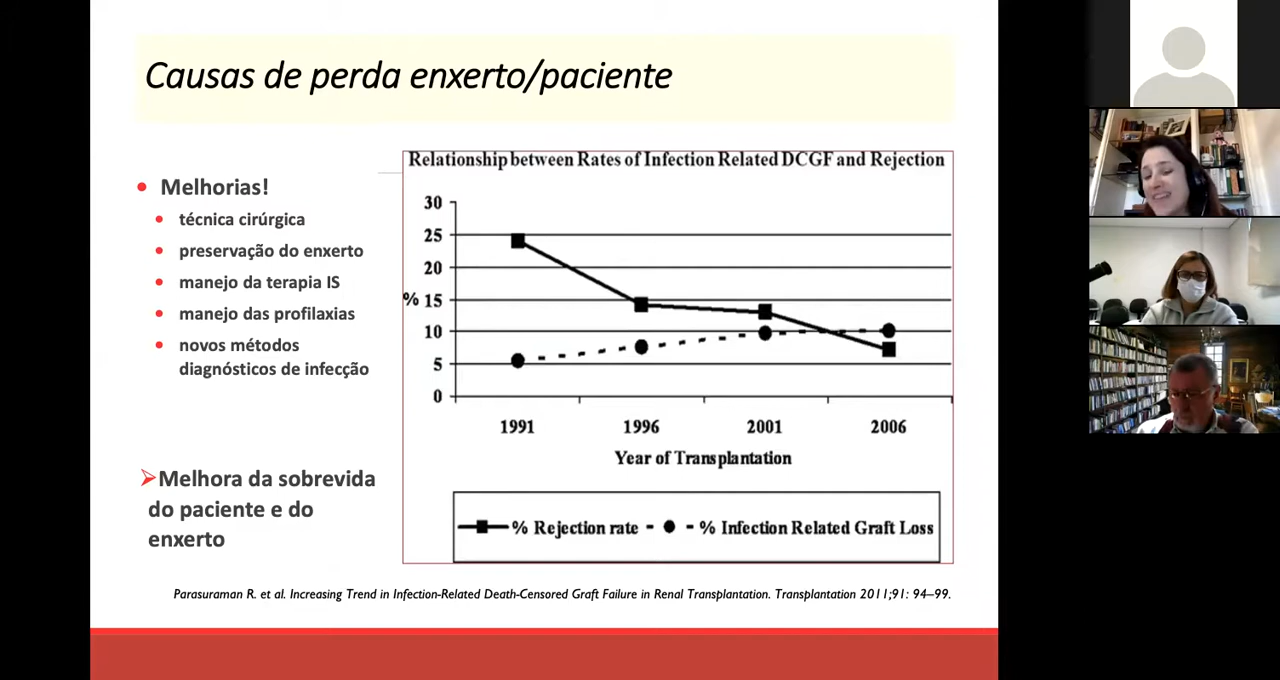 Causas de perda enxerto/paciente
Melhorias!
técnica cirúrgica
preservação do enxerto
manejo da terapia IS
manejo das profilaxias
novos métodos
diagnósticos de infecção
Melhora da sobrevida
do paciente e do
enxerto
Relationship between Rates of Infection Related DCGF and Rejection
30
25
20
% 15
10
5
0
1991 1996 2001 2006
Year of Transplantation
% Rejection rate % Infection Related Graft Loss
Parasuraman R. et al. Increasing Trend in Infection-Related Death-Censored Graft Failure in Renal Transplantation. Transplantation 2011;91: 94–99.